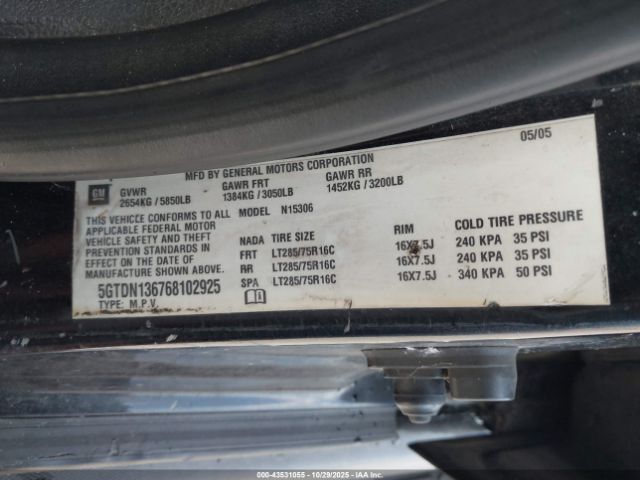 MFD BY GENERAL MOTORS CORPORATION 05/05
GM GVWR GAWR FRT GAWR RR
2654KG / 5850LB 1384KG / 3050LB 1452KG / 3200LB
THIS VEHICLE CONFORMS TO ALL MODEL N15306
APPLICABLE FEDERAL MOTOR
VEHICLE SAFETY AND THEFT
PREVENTION STANDARDS IN
EFFECT ON THE DATE OF
MANUFACTURE SHOWN ABOVE.
NADA TIRE SIZE RIM COLD TIRE PRESSURE
FRT LT285/75R16C 16X7.5J 240 KPA 35 PSI
RR LT285/75R16C 16X7.5J 240 KPA 35 PSI
SPA LT285/75R16C 16X7.5J 340 KPA 50 PSI
5GTDN136768102925
TYPE: M.P.V.
000-43531055 | 10/29/2025 | IAAI, Inc.